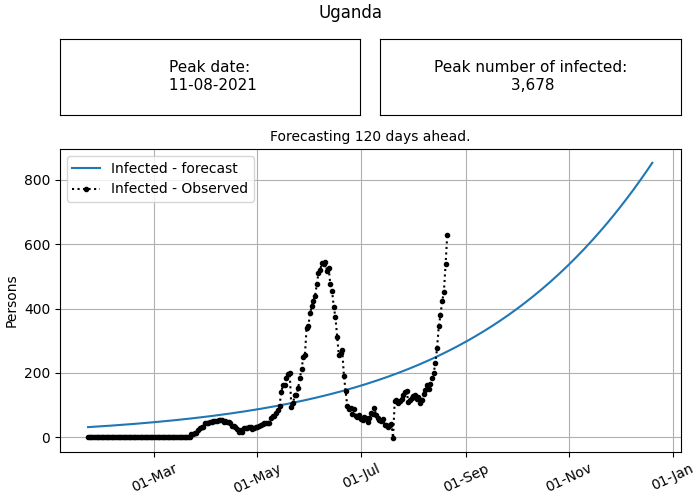 Uganda
Peak date:
11-08-2021
Peak number of infected:
3,678
Forecasting 120 days ahead.
Infected - forecast
Infected - Observed
Persons
800
600
400
200
0
01-Mar
01-May
01-Jul
01-Sep
01-Nov
01-Jan